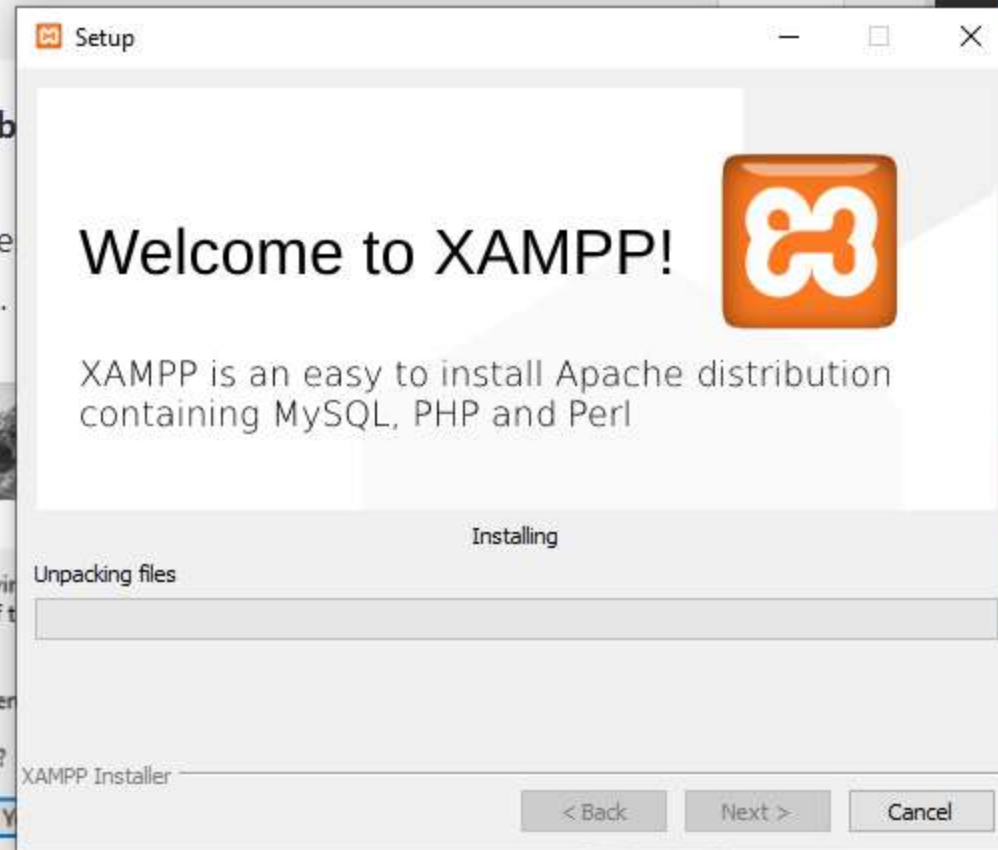 Setup
Welcome to XAMPP!
XAMPP is an easy to install Apache distribution
containing MySQL, PHP and Perl
Installing
Unpacking files
XAMPP Installer
< Back
Next >
Cancel